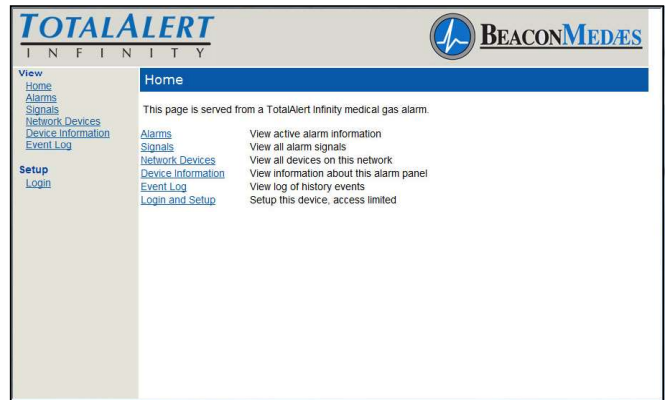 TOTALALERT
INFINITY
BEACONMEDÆS
View
Home
Alarms
Signals
Network Devices
Device Information
Event Log
Setup
Login
Home
This page is served from a TotalAlert Infinity medical gas alarm.
Alarms View active alarm information
Signals View all alarm signals
Network Devices View all devices on this network
Device Information View information about this alarm panel
Event Log View log of history events
Login and Setup Setup this device, access limited